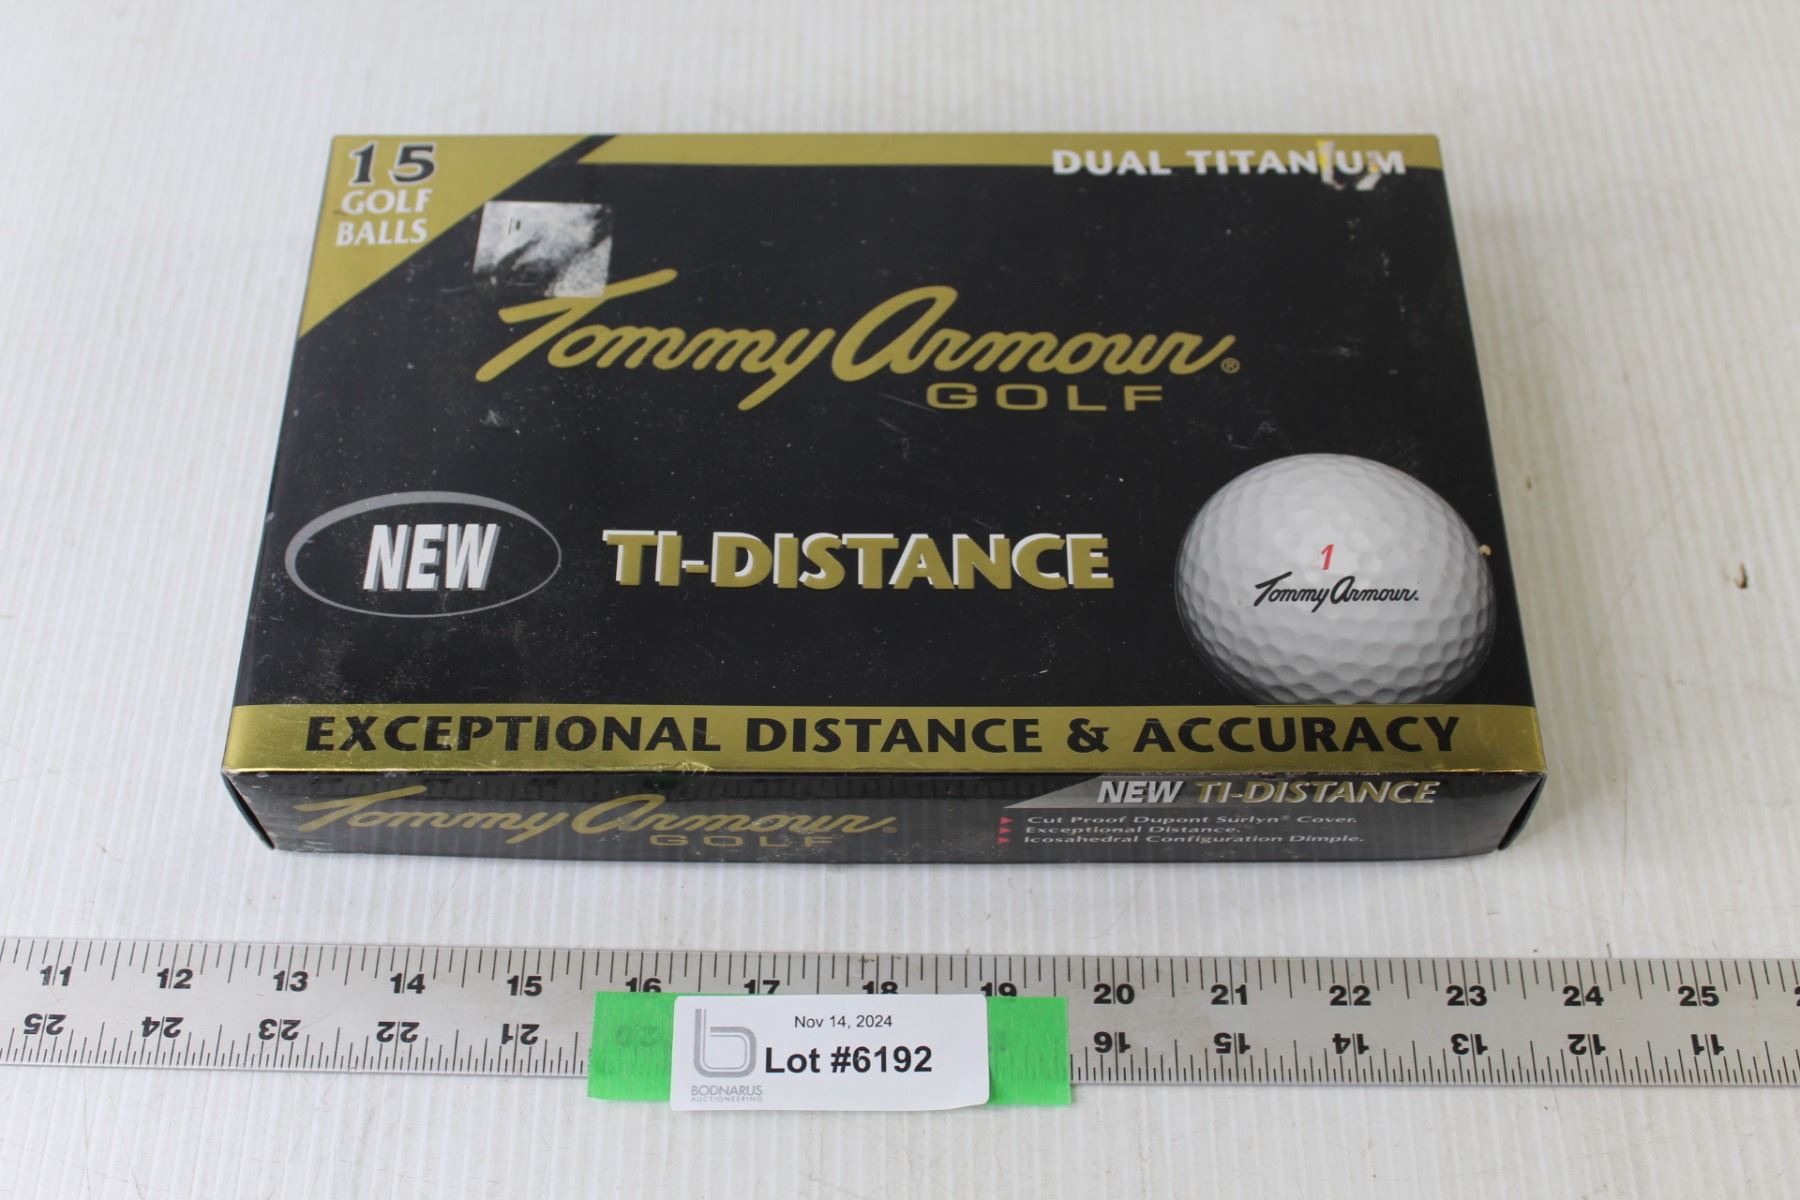 15
GOLF
BALLS
DUAL TITANIUM
Tommy Armour®
GOLF
NEW
TI-DISTANCE
1
Tommy Armour.
EXCEPTIONAL DISTANCE & ACCURACY
Tommy Armour®
GOLF
NEW TI-DISTANCE
Cut Proof Dupont Surlyn® Cover.
Exceptional Distance.
Icosahedral Configuration Dimple.
11 12 13 14 15 16 17 18 19 20 21 22 23 24 25
25 24 23 22 21 20 16 15 14 13 12 11
Nov 14, 2024
Lot #6192
BODNARUS
AUCTIONEERING